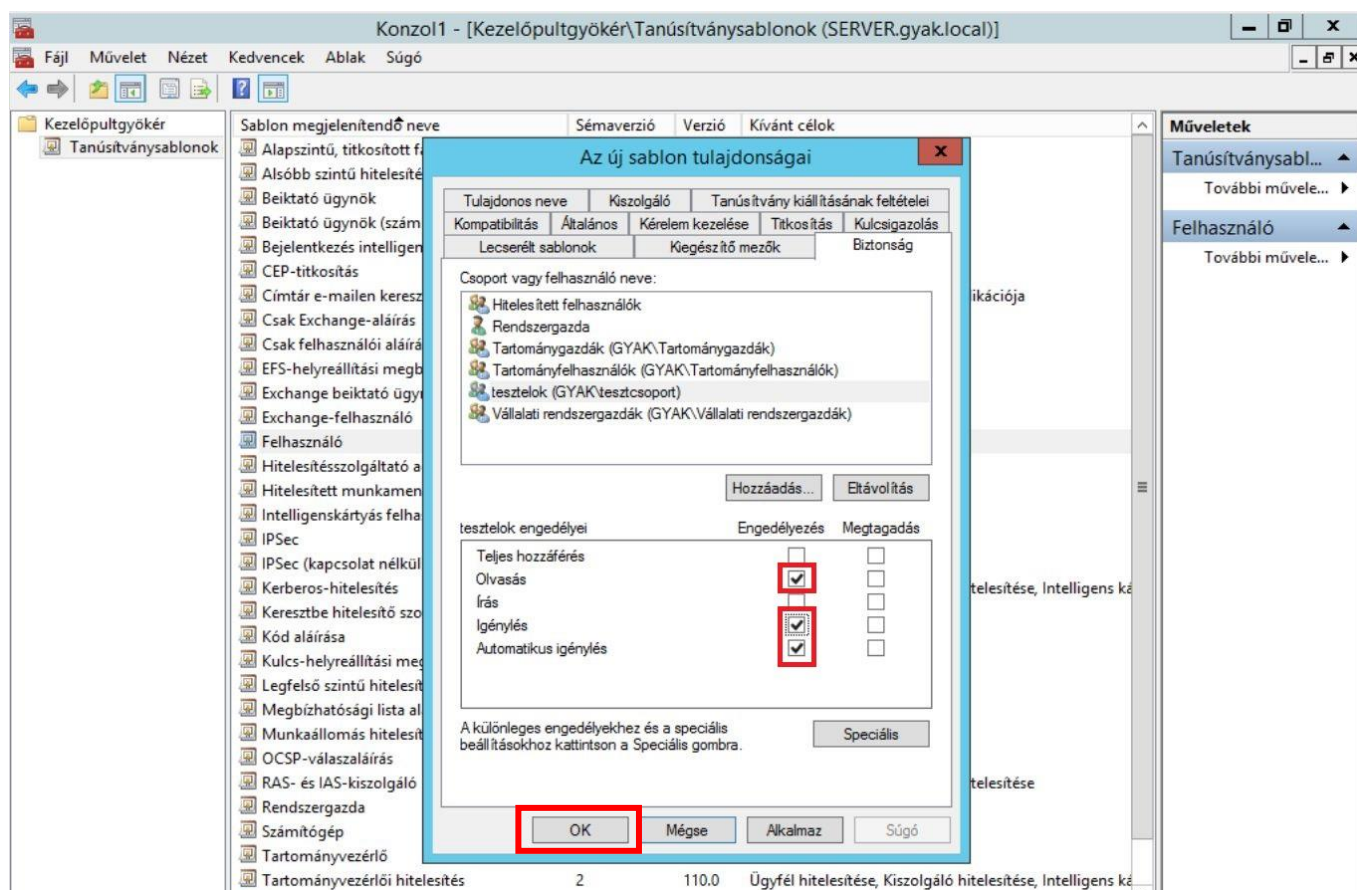 Konzol1 - [Kezelőpultgyökér\Tanúsítványsablonok (SERVER.gyak.local)]
Fájl Művelet Nézet Kedvencek Ablak Súgó
Kezelőpultgyökér
Tanúsítványsablonok
Sablon megjelenítendő neve Sémaverzió Verzió Kívánt célok
Alapszintű, titkosított
Alsóbb szintű
Beiktató ügynök
Beiktató ügynök (szám
Bejelentkezés intelligen
CEP-titkosítás
Címtár e-mailen keresz
ikációja
Csak Exchange-aláírás
Csak felhasználói aláírá
EFS-helyreállítási megb
Exchange beiktató ügy
Exchange-felhasználó
Felhasználó
Hitelesítésszolgáltató a
Hitelesített munkamen
Intelligenskártyás felha
IPSec
IPSec (kapcsolat nélkül
Kerberos-hitelesítés
telesítése, Intelligens ká
Keresztbe hitelesítő szo
Kód aláírása
Kulcs-helyreállítási meg
Legfelső szintű hitelesít
Megbízhatósági lista al
Munkaállomás hitelesít
OCSP-válaszaláírás
RAS- és IAS-kiszolgáló
telesítése
Rendszergazda
Számítógép
Tartományvezérlő
Tartományvezérlői hitelesítés 2 110.0 Ügyfél hitelesítése, Kiszolgáló hitelesítése, Intelligens ká
Az új sablon tulajdonságai
Tulajdonos neve Kiszolgáló Tanúsítvány kiállításának feltételei
Kompatibilitás Általános Kérelem kezelése Titkosítás Kulcsigazolás
Lecserélt sablonok Kiegészítő mezők Biztonság
Csoport vagy felhasználó neve:
Hitelesített felhasználók
Rendszergazda
Tartománygazdák (GYAK\Tartománygazdák)
Tartományfelhasználók (GYAK\Tartományfelhasználók)
tesztelok (GYAK\tesztcsoport)
Vállalati rendszergazdák (GYAK\Vállalati rendszergazdák)
Hozzáadás... Eltávolítás
tesztelok engedélyei Engedélyezés Megtagadás
Teljes hozzáférés
Olvasás
Írás
Igénylés
Automatikus igénylés
A különleges engedélyekhez és a speciális
beállításokhoz kattintson a Speciális gombra.
Speciális
OK Mégse Alkalmaz Súgó
Műveletek
Tanúsítványsabl...
További művele...
Felhasználó
További művele...